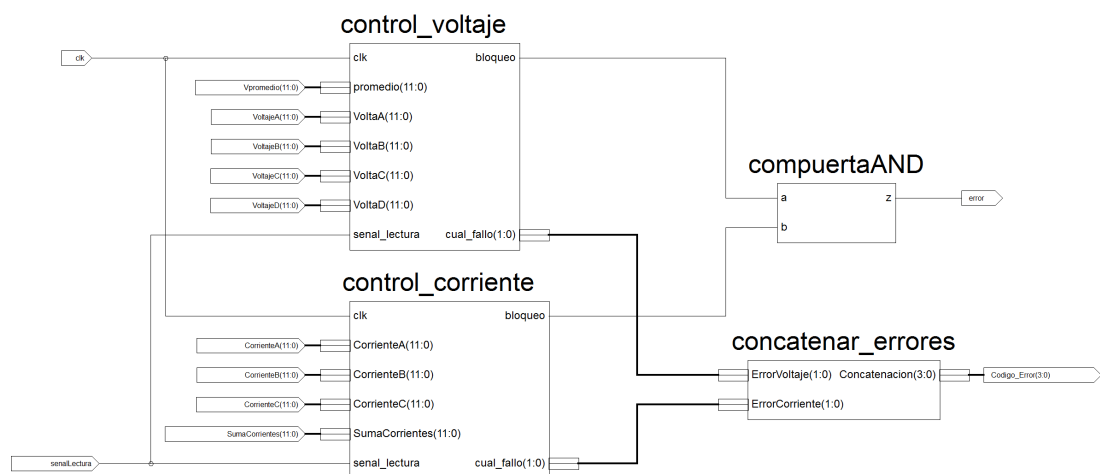 control_voltaje
clk
clk
bloqueo
Vpromedio(11:0)
promedio(11:0)
VoltajeA(11:0)
VoltaA(11:0)
VoltajeB(11:0)
VoltaB(11:0)
VoltajeC(11:0)
VoltaC(11:0)
VoltajeD(11:0)
VoltaD(11:0)
senal_lectura
cual_fallo(1:0)
compuertaAND
a
z
error
b
control_corriente
clk
bloqueo
CorrienteA(11:0)
CorrienteA(11:0)
CorrienteB(11:0)
CorrienteB(11:0)
CorrienteC(11:0)
CorrienteC(11:0)
SumaCorrientes(11:0)
SumaCorrientes(11:0)
senalLectura
senal_lectura
cual_fallo(1:0)
concatenar_errores
ErrorVoltaje(1:0)
Concatenacion(3:0)
Codigo_Error(3:0)
ErrorCorriente(1:0)